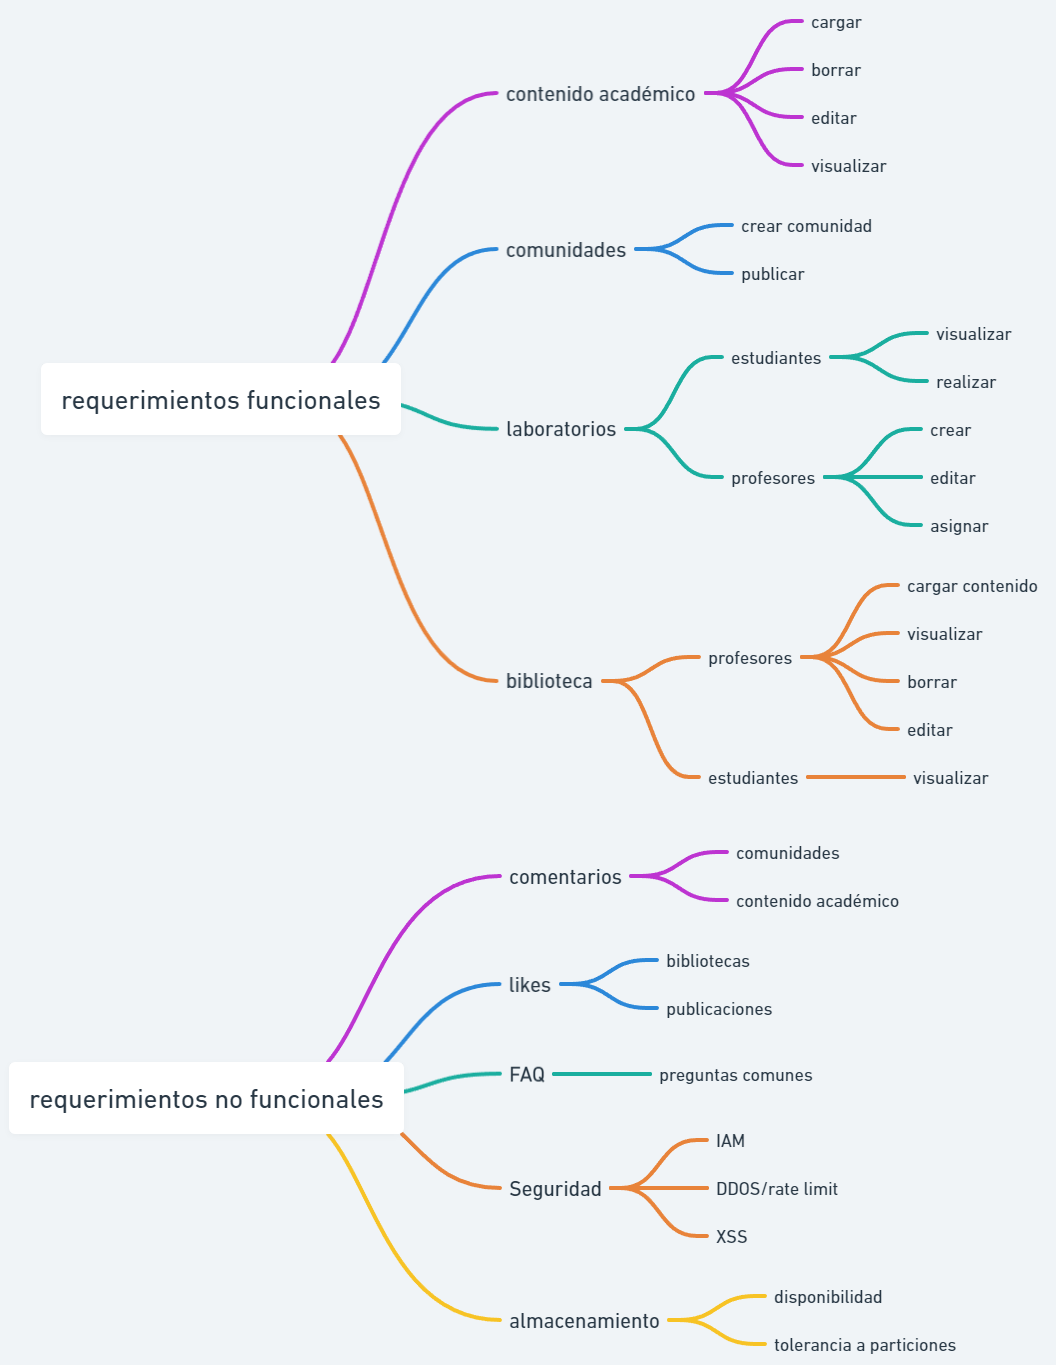 requerimientos funcionales
contenido académico
cargar
borrar
editar
visualizar
comunidades
crear comunidad
publicar
laboratorios
estudiantes
visualizar
realizar
profesores
crear
editar
asignar
biblioteca
profesores
cargar contenido
visualizar
borrar
editar
estudiantes
visualizar
requerimientos no funcionales
comentarios
comunidades
contenido académico
likes
bibliotecas
publicaciones
FAQ
preguntas comunes
Seguridad
IAM
DDOS/rate limit
XSS
almacenamiento
disponibilidad
tolerancia a particiones